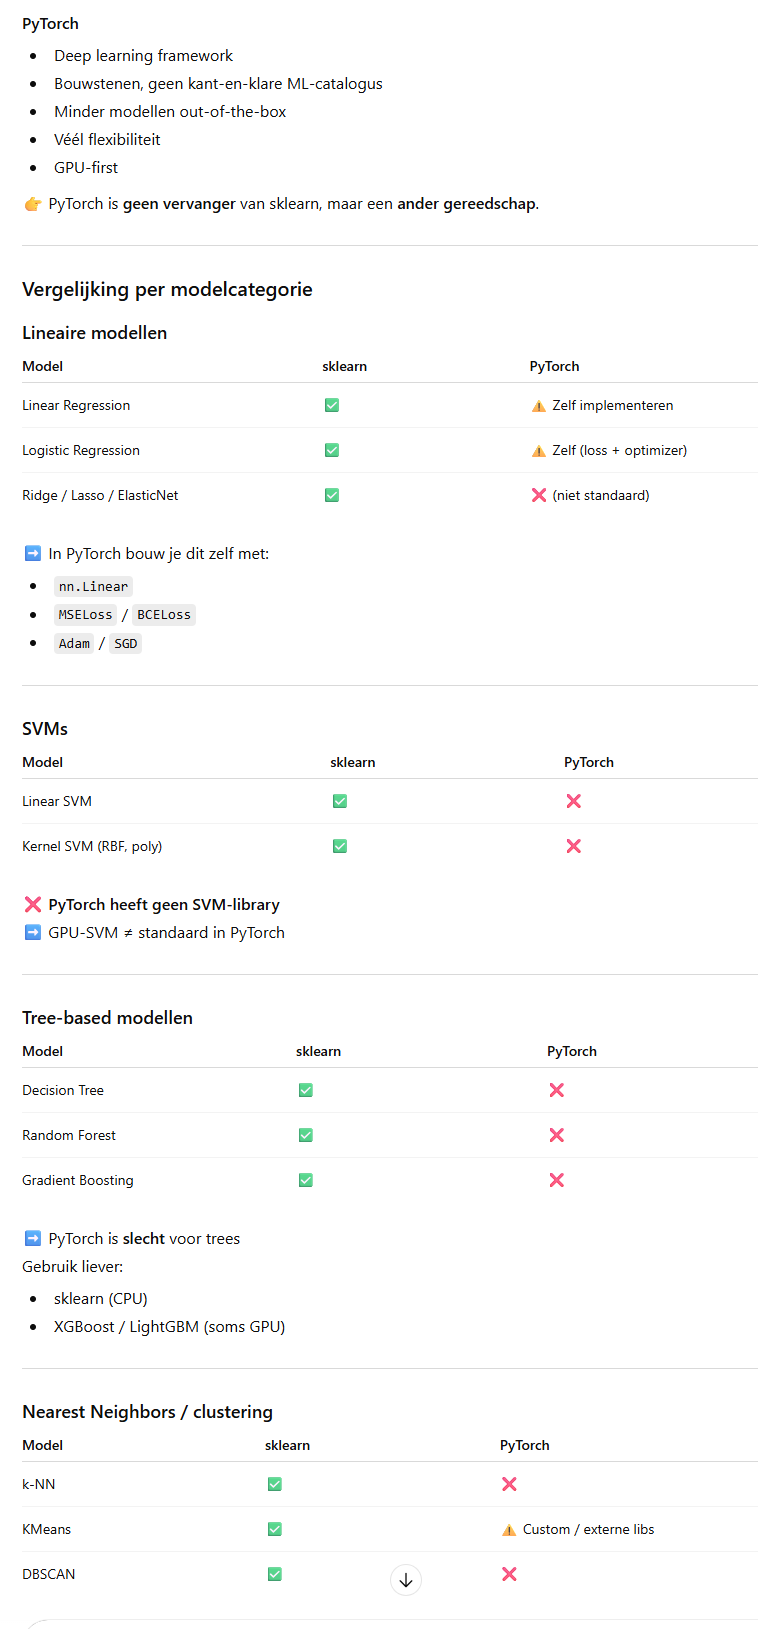 PyTorch
• Deep learning framework
• Bouwstenen, geen kant-en-klare ML-catalogus
• Minder modellen out-of-the-box
• Véél flexibiliteit
• GPU-first
👉 PyTorch is geen vervanger van sklearn, maar een ander gereedschap.
Vergelijking per modelcategorie
Lineaire modellen
Model sklearn PyTorch
Linear Regression ✅ ⚠️ Zelf implementeren
Logistic Regression ✅ ⚠️ Zelf (loss + optimizer)
Ridge / Lasso / ElasticNet ✅ ❌ (niet standaard)
➡️ In PyTorch bouw je dit zelf met:
• nn.Linear
• MSELoss / BCELoss
• Adam / SGD
SVMs
Model sklearn PyTorch
Linear SVM ✅ ❌
Kernel SVM (RBF, poly) ✅ ❌
❌ PyTorch heeft geen SVM-library
➡️ GPU-SVM ≠ standaard in PyTorch
Tree-based modellen
Model sklearn PyTorch
Decision Tree ✅ ❌
Random Forest ✅ ❌
Gradient Boosting ✅ ❌
➡️ PyTorch is slecht voor trees
Gebruik liever:
• sklearn (CPU)
• XGBoost / LightGBM (soms GPU)
Nearest Neighbors / clustering
Model sklearn PyTorch
k-NN ✅ ❌
KMeans ✅ ⚠️ Custom / externe libs
DBSCAN ✅ ❌